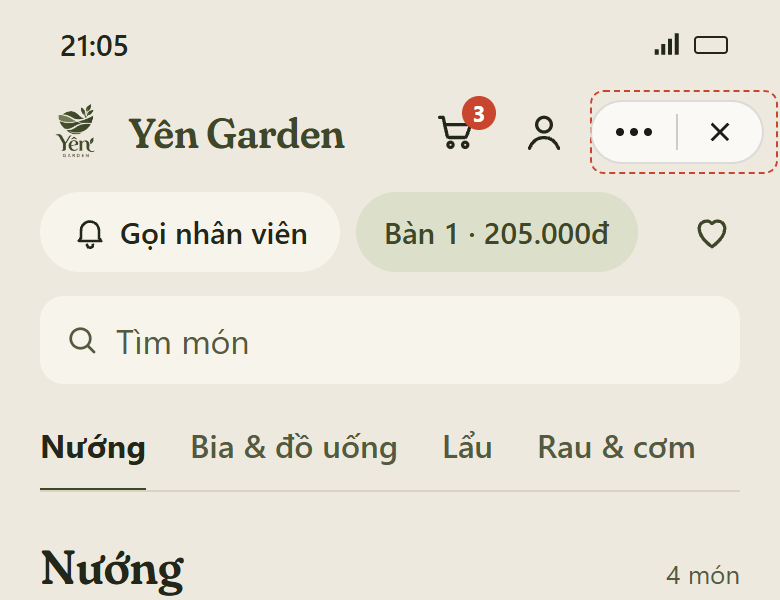 21:05
Yên
GARDEN
Yên Garden
3
Gọi nhân viên
Bàn 1 · 205.000đ
Tìm món
Nướng
Bia & đồ uống
Lẩu
Rau & cơm
Nướng
4 món